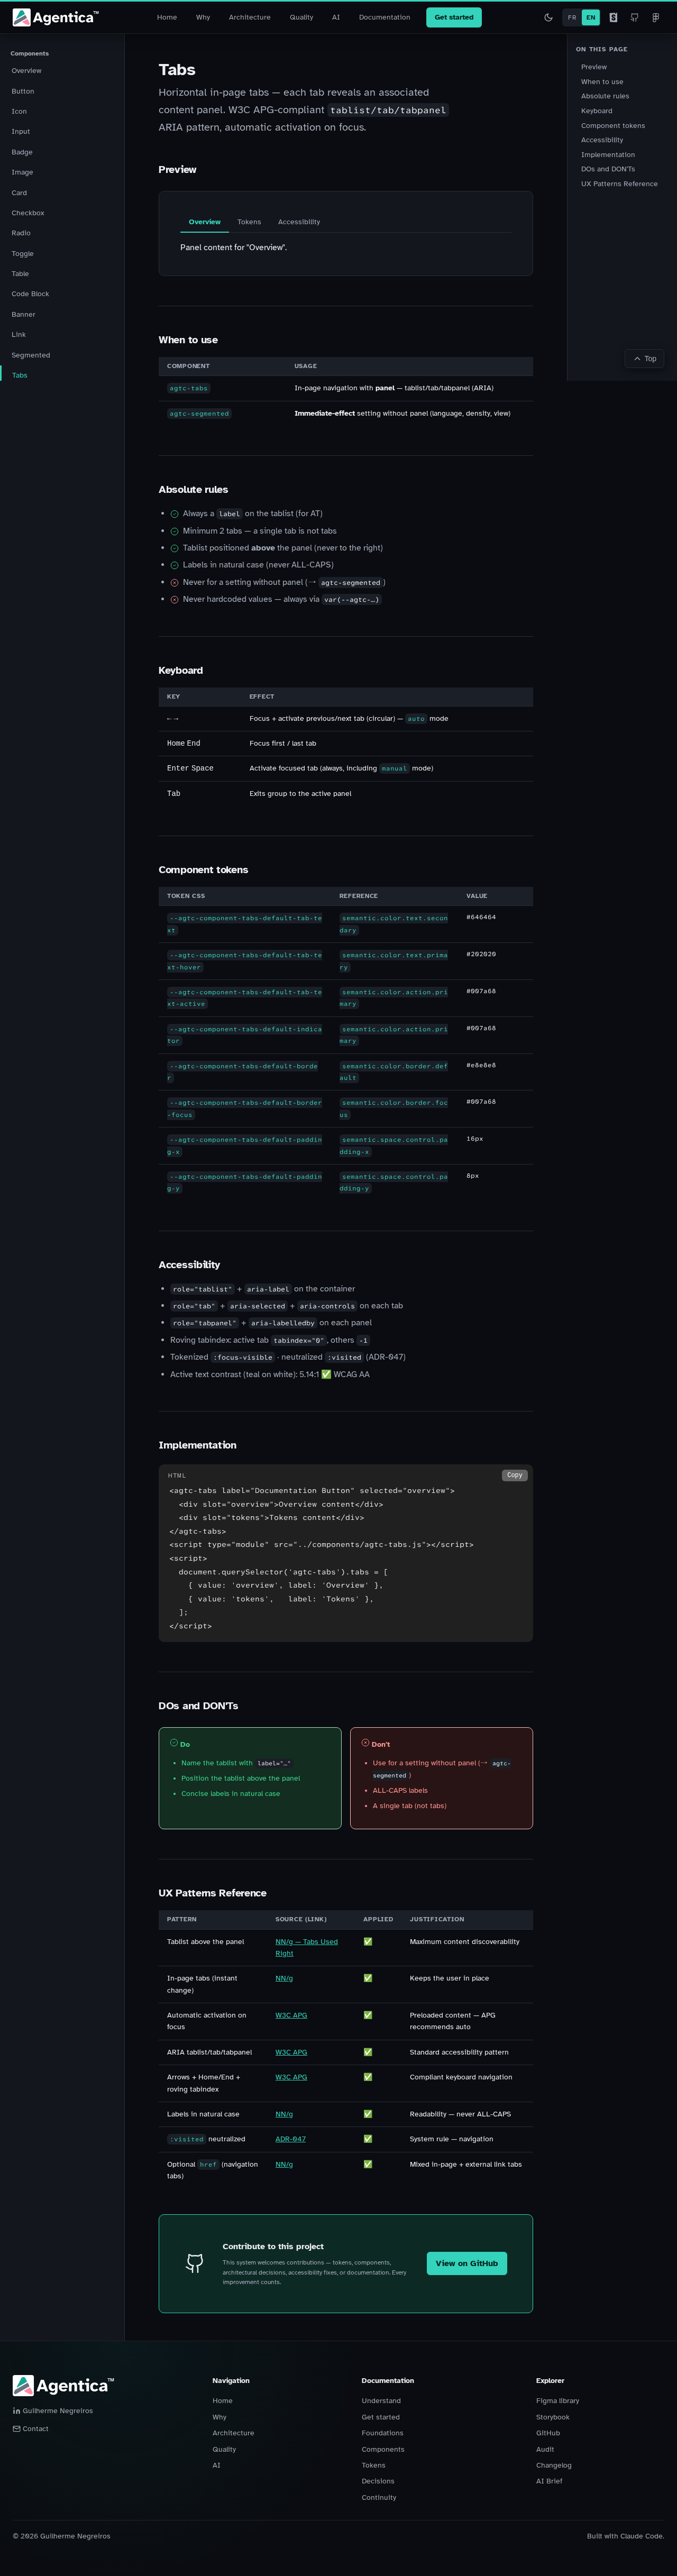 Agentica™
Home
Why
Architecture
Quality
AI
Documentation
Get started
FR
EN
Components
Overview
Button
Icon
Input
Badge
Image
Card
Checkbox
Radio
Toggle
Table
Code Block
Banner
Link
Segmented
Tabs
ON THIS PAGE
Preview
When to use
Absolute rules
Keyboard
Component tokens
Accessibility
Implementation
DOs and DON'Ts
UX Patterns Reference
Top
Tabs
Horizontal in-page tabs — each tab reveals an associated
content panel. W3C APG-compliant tablist/tab/tabpanel
ARIA pattern, automatic activation on focus.
Preview
Overview Tokens Accessibility
Panel content for "Overview".
When to use
COMPONENT USAGE
agtc-tabs In-page navigation with panel — tablist/tab/tabpanel (ARIA)
agtc-segmented Immediate-effect setting without panel (language, density, view)
Absolute rules
Always a label on the tablist (for AT)
Minimum 2 tabs — a single tab is not tabs
Tablist positioned above the panel (never to the right)
Labels in natural case (never ALL-CAPS)
Never for a setting without panel (→ agtc-segmented)
Never hardcoded values — always via var(--agtc-…)
Keyboard
KEY EFFECT
←→ Focus + activate previous/next tab (circular) — auto mode
Home End Focus first / last tab
Enter Space Activate focused tab (always, including manual mode)
Tab Exits group to the active panel
Component tokens
TOKEN CSS REFERENCE VALUE
--agtc-component-tabs-default-tab-te semantic.color.text.secon #646464
xt dary
--agtc-component-tabs-default-tab-te semantic.color.text.prima #202020
xt-hover ry
--agtc-component-tabs-default-tab-te semantic.color.action.pri #007a68
xt-active mary
--agtc-component-tabs-default-indica semantic.color.action.pri #007a68
tor mary
--agtc-component-tabs-default-borde semantic.color.border.def #e8e8e8
r ault
--agtc-component-tabs-default-border semantic.color.border.foc #007a68
-focus us
--agtc-component-tabs-default-paddin semantic.space.control.pa 16px
g-x dding-x
--agtc-component-tabs-default-paddin semantic.space.control.pa 8px
g-y dding-y
Accessibility
role="tablist" + aria-label on the container
role="tab" + aria-selected + aria-controls on each tab
role="tabpanel" + aria-labelledby on each panel
Roving tabindex: active tab tabindex="0", others -1
Tokenized :focus-visible · neutralized :visited (ADR-047)
Active text contrast (teal on white): 5.14:1 ✅ WCAG AA
Implementation
HTML
Copy
<agtc-tabs label="Documentation Button" selected="overview">
  <div slot="overview">Overview content</div>
  <div slot="tokens">Tokens content</div>
</agtc-tabs>
<script type="module" src="../components/agtc-tabs.js"></script>
<script>
  document.querySelector('agtc-tabs').tabs = [
    { value: 'overview', label: 'Overview' },
    { value: 'tokens',   label: 'Tokens' },
  ];
</script>
DOs and DON'Ts
Do
Name the tablist with label="…"
Position the tablist above the panel
Concise labels in natural case
Don't
Use for a setting without panel (→ agtc-
segmented)
ALL-CAPS labels
A single tab (not tabs)
UX Patterns Reference
PATTERN SOURCE (LINK) APPLIED JUSTIFICATION
Tablist above the panel NN/g — Tabs Used ✅ Maximum content discoverability
Right
In-page tabs (instant NN/g ✅ Keeps the user in place
change)
Automatic activation on W3C APG ✅ Preloaded content — APG
focus recommends auto
ARIA tablist/tab/tabpanel W3C APG ✅ Standard accessibility pattern
Arrows + Home/End + W3C APG ✅ Compliant keyboard navigation
roving tabindex
Labels in natural case NN/g ✅ Readability — never ALL-CAPS
:visited neutralized ADR-047 ✅ System rule — navigation
Optional href (navigation NN/g ✅ Mixed in-page + external link tabs
tabs)
Contribute to this project
This system welcomes contributions — tokens, components,
architectural decisions, accessibility fixes, or documentation. Every
improvement counts.
View on GitHub
Agentica™
Guilherme Negreiros
Contact
Navigation
Home
Why
Architecture
Quality
AI
Documentation
Understand
Get started
Foundations
Components
Tokens
Decisions
Continuity
Explorer
Figma library
Storybook
GitHub
Audit
Changelog
AI Brief
© 2026 Guilherme Negreiros
Built with Claude Code.